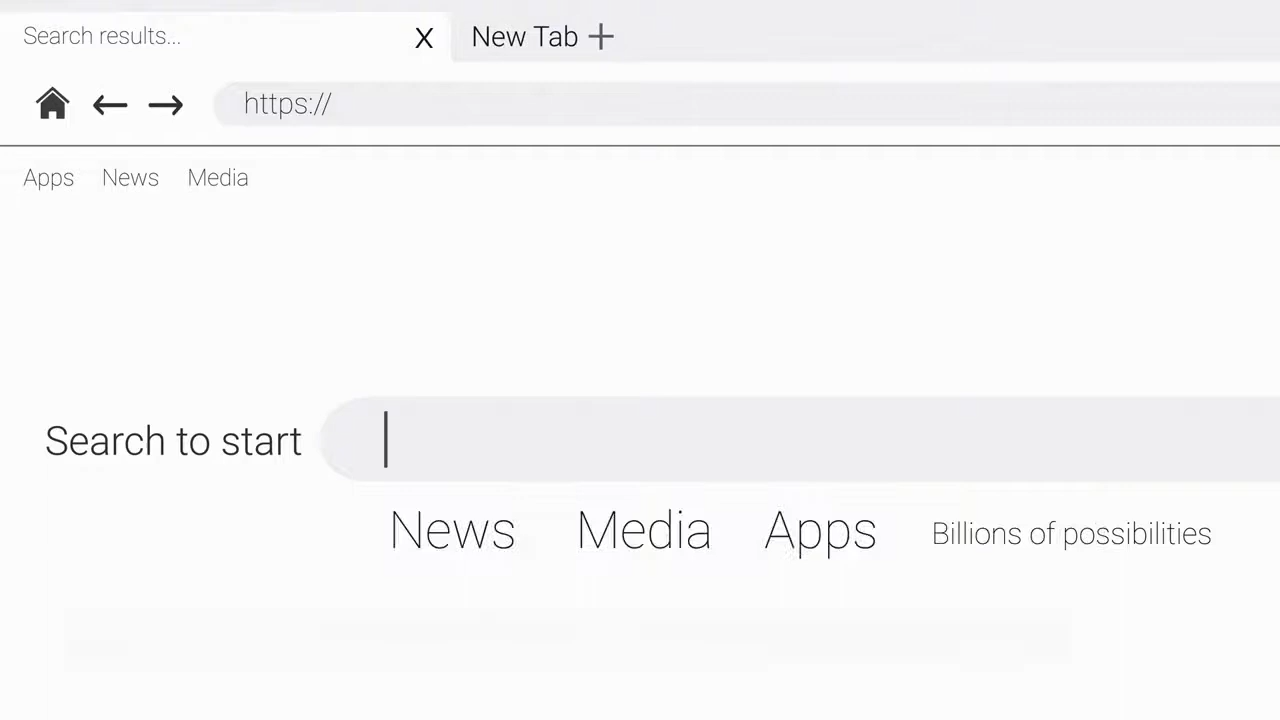 Search results... X New Tab +
https://
Apps News Media
Search to start
News Media Apps Billions of possibilities